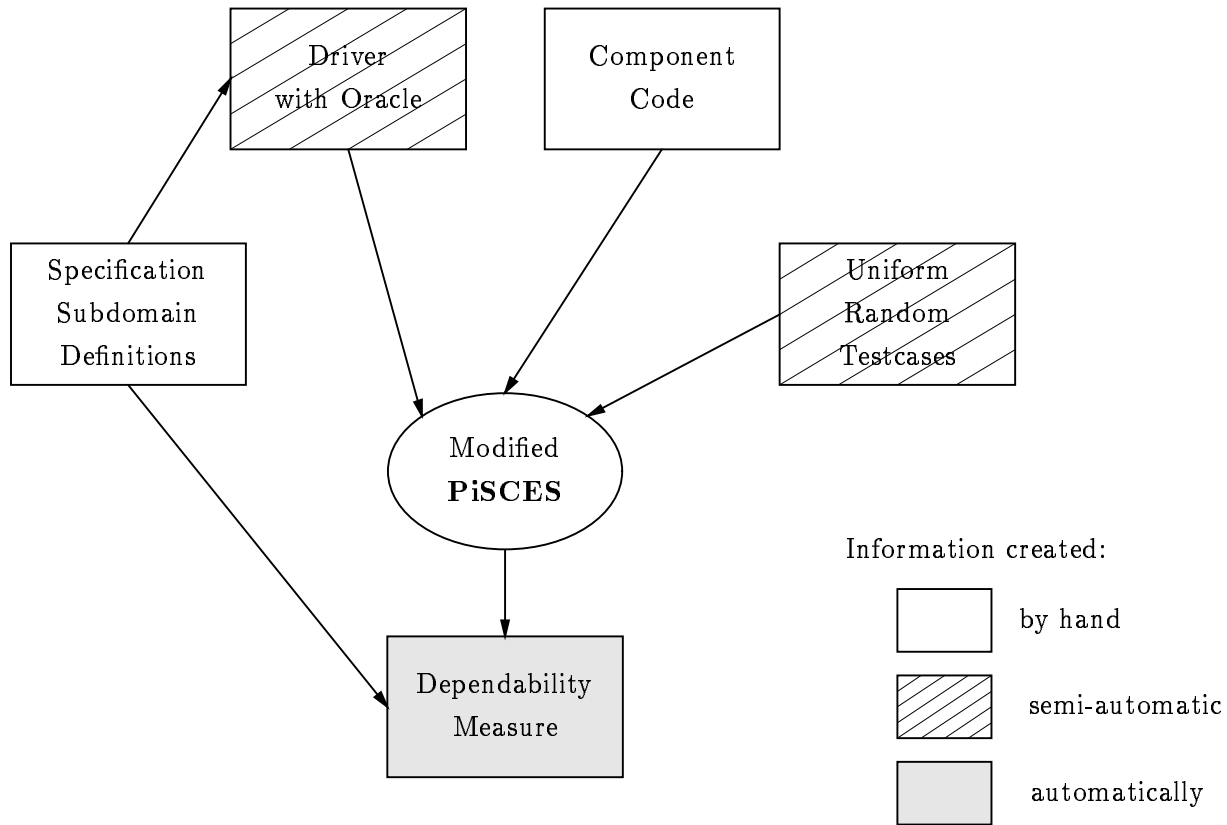 Driver
with Oracle
Component
Code
Specification
Subdomain
Definitions
Uniform
Random
Testcases
Modified
PiSCES
Dependability
Measure
Information created:
by hand
semi-automatic
automatically